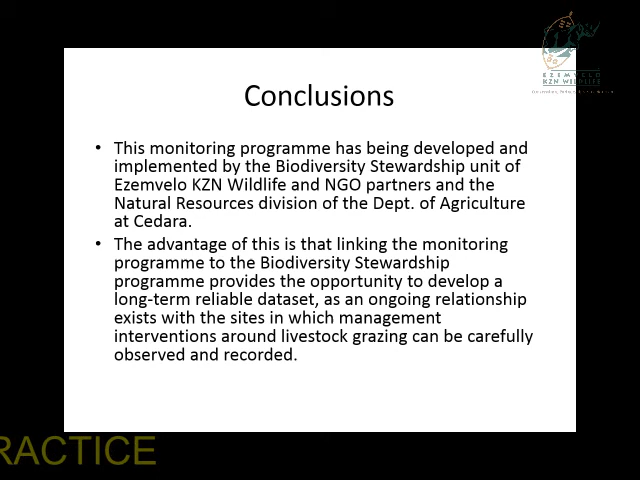 EZEMVELO
KZN WILDLIFE
Conclusions
• This monitoring programme has being developed and
implemented by the Biodiversity Stewardship unit of
Ezemvelo KZN Wildlife and NGO partners and the
Natural Resources division of the Dept. of Agriculture
at Cedara.
• The advantage of this is that linking the monitoring
programme to the Biodiversity Stewardship
programme provides the opportunity to develop a
long-term reliable dataset, as an ongoing relationship
exists with the sites in which management
interventions around livestock grazing can be carefully
observed and recorded.
RACTICE